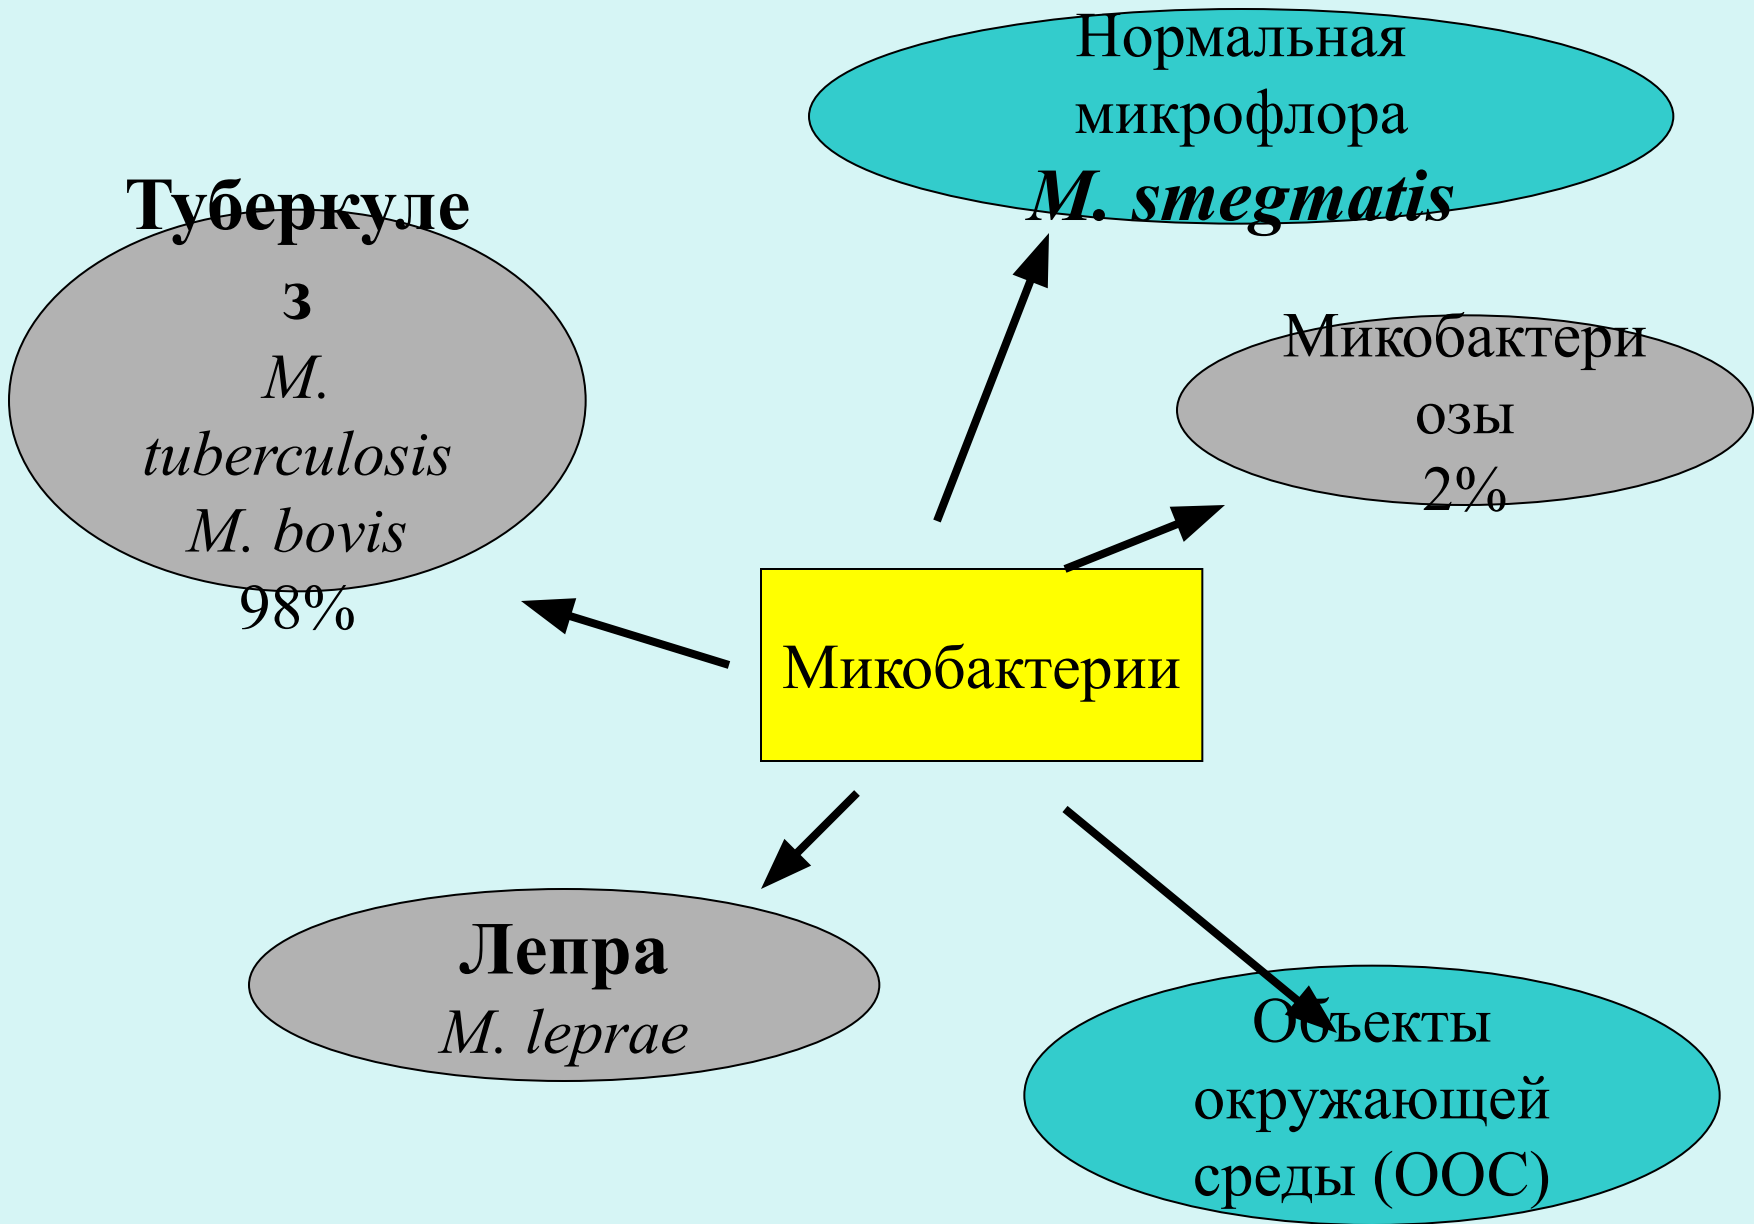 Нормальная
микрофлора
M. smegmatis
Туберкуле
з
M.
tuberculosis
M. bovis
98%
Микобактери
озы
2%
Микобактерии
Лепра
M. leprae
Объекты
окружающей
среды (ООС)